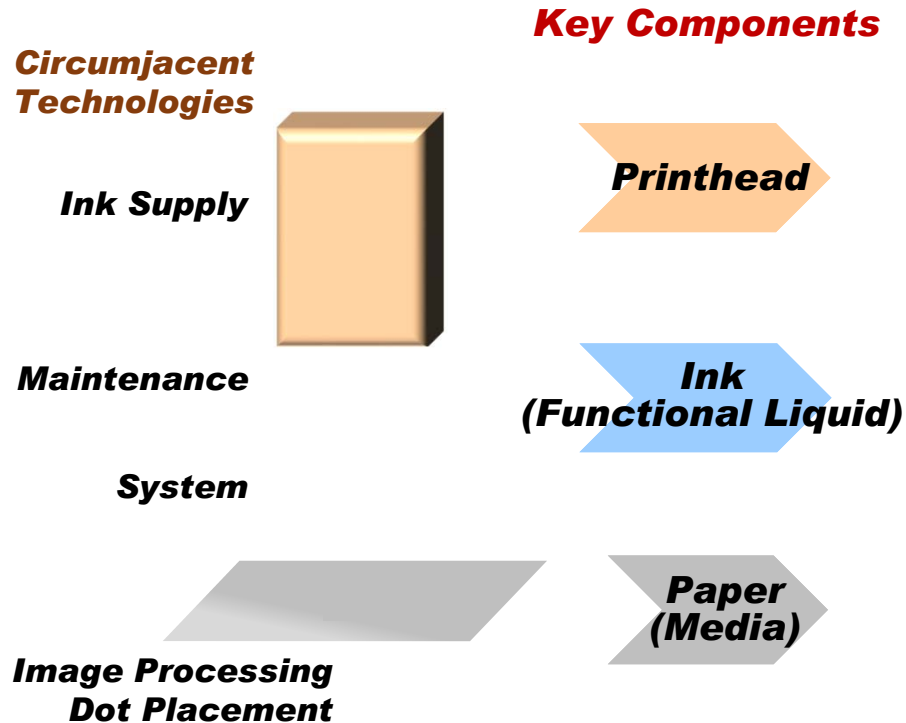 Key Components
Circumjacent
Technologies
Printhead
Ink Supply
Maintenance
Ink
(Functional Liquid)
System
Paper
(Media)
Image Processing
Dot Placement